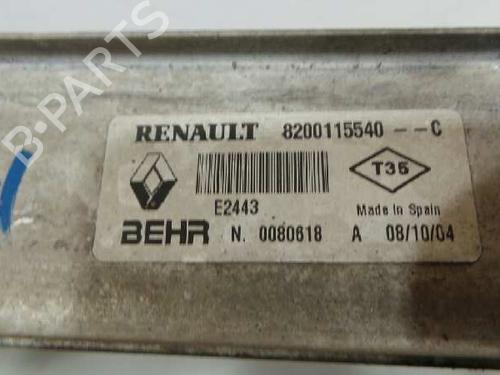 B-PARTS
RENAULT 8200115540--C
E2443
T35
Made in Spain
BEHR N. 0080618 A 08/10/04